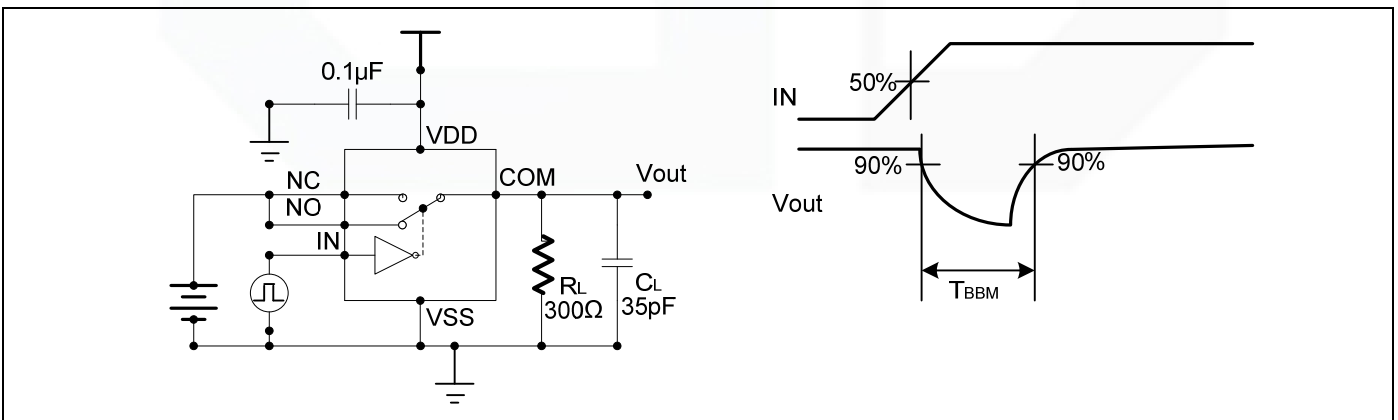 0.1µF
VDD
NC
NO
IN
COM
Vout
RL
300Ω
CL
35pF
VSS
IN
50%
Vout
90%
90%
TBBM